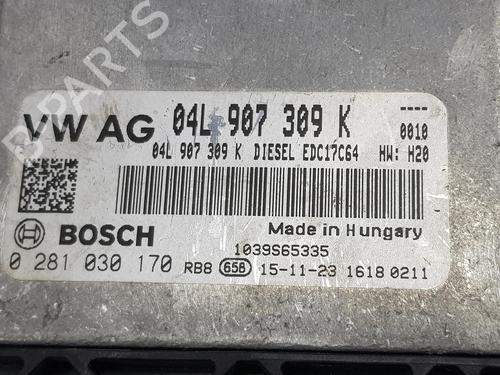 B-PARTS
VW AG 04L 907 309 K ----
0010
04L 907 309 K DIESEL EDC17C64 HW: H20
BOSCH Made in Hungary
1039S65335
0 281 030 170 RB8 658 15-11-23 1618 0211